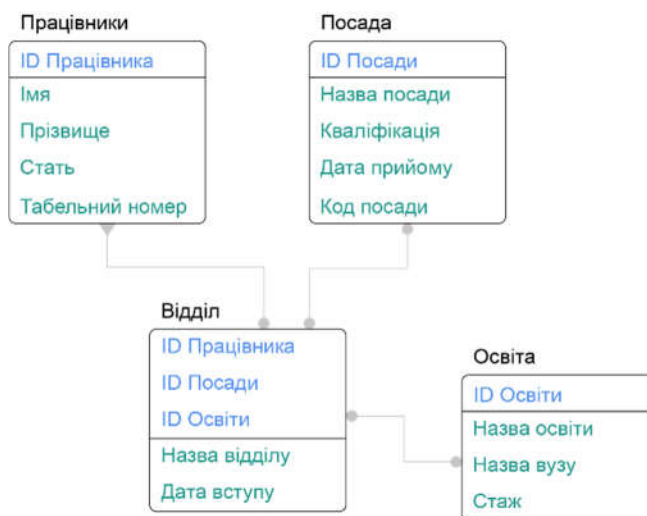 Працівники
ID Працівника
Імя
Прізвище
Стать
Табельний номер
Посада
ID Посади
Назва посади
Кваліфікація
Дата прийому
Код посади
Відділ
ID Працівника
ID Посади
ID Освіти
Назва відділу
Дата вступу
Освіта
ID Освіти
Назва освіти
Назва вузу
Стаж